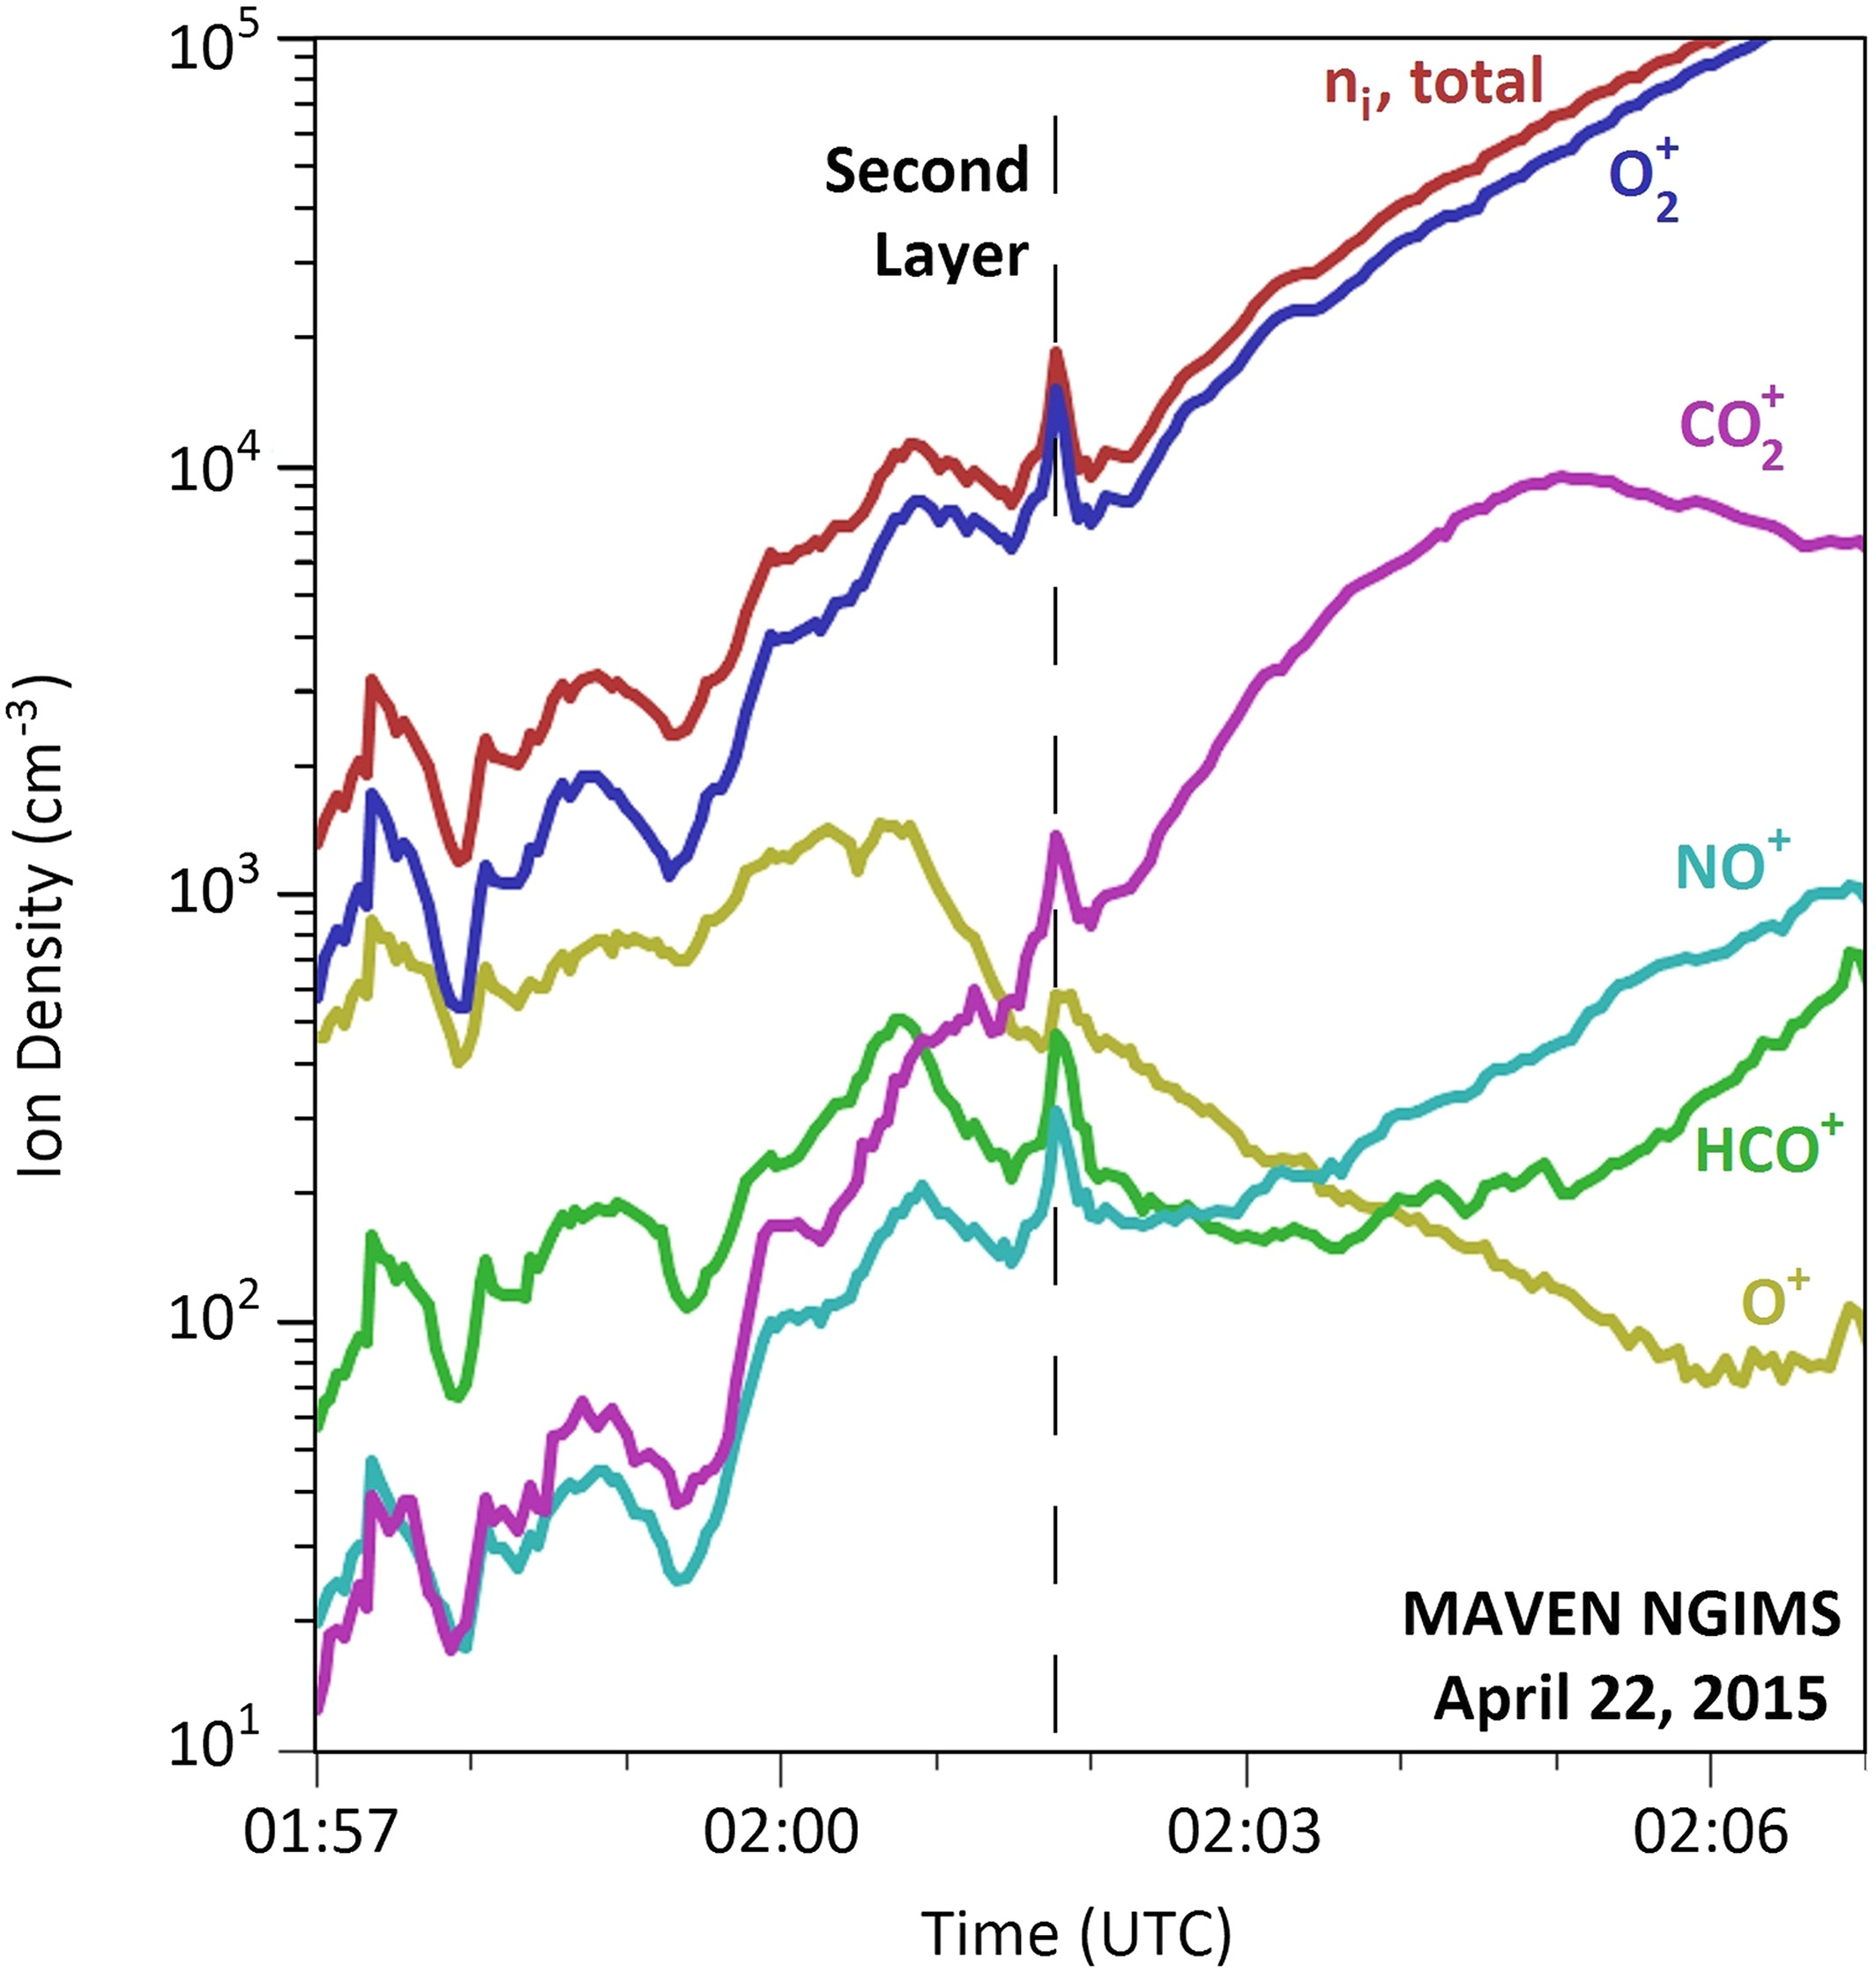 10⁵
nᵢ, total
O₂⁺
Second
Layer
CO₂⁺
10⁴
Ion Density (cm⁻³)
NO⁺
10³
HCO⁺
10²
O⁺
MAVEN NGIMS
April 22, 2015
10¹
01:57 02:00 02:03 02:06
Time (UTC)